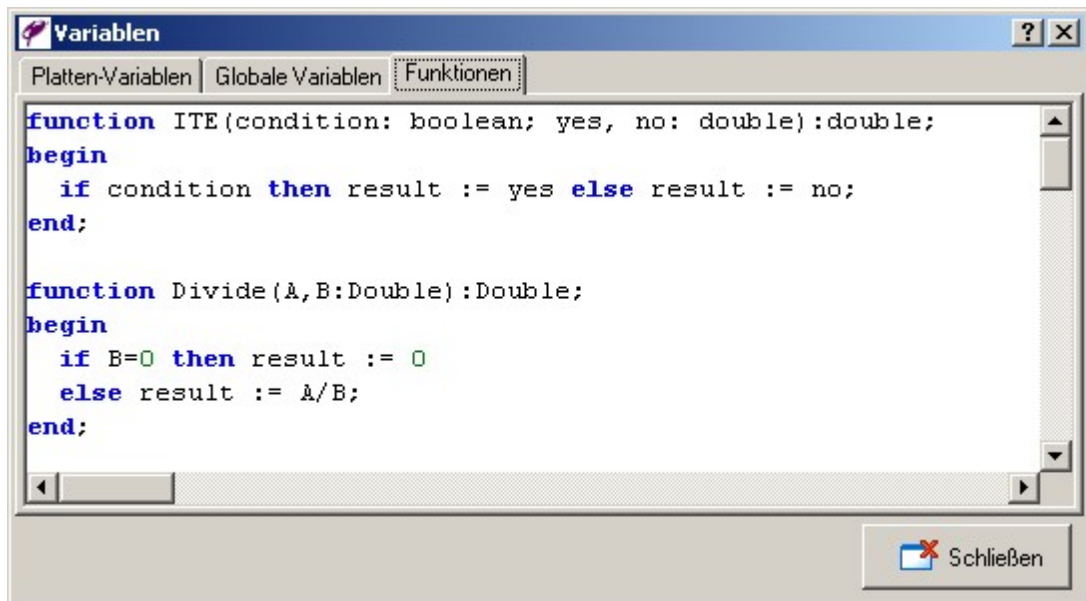 Variablen
Platten-Variablen Globale Variablen Funktionen
function ITE(condition: boolean; yes, no: double):double;
begin
  if condition then result := yes else result := no;
end;

function Divide(A,B:Double):Double;
begin
  if B=0 then result := 0
  else result := A/B;
end;
Schließen